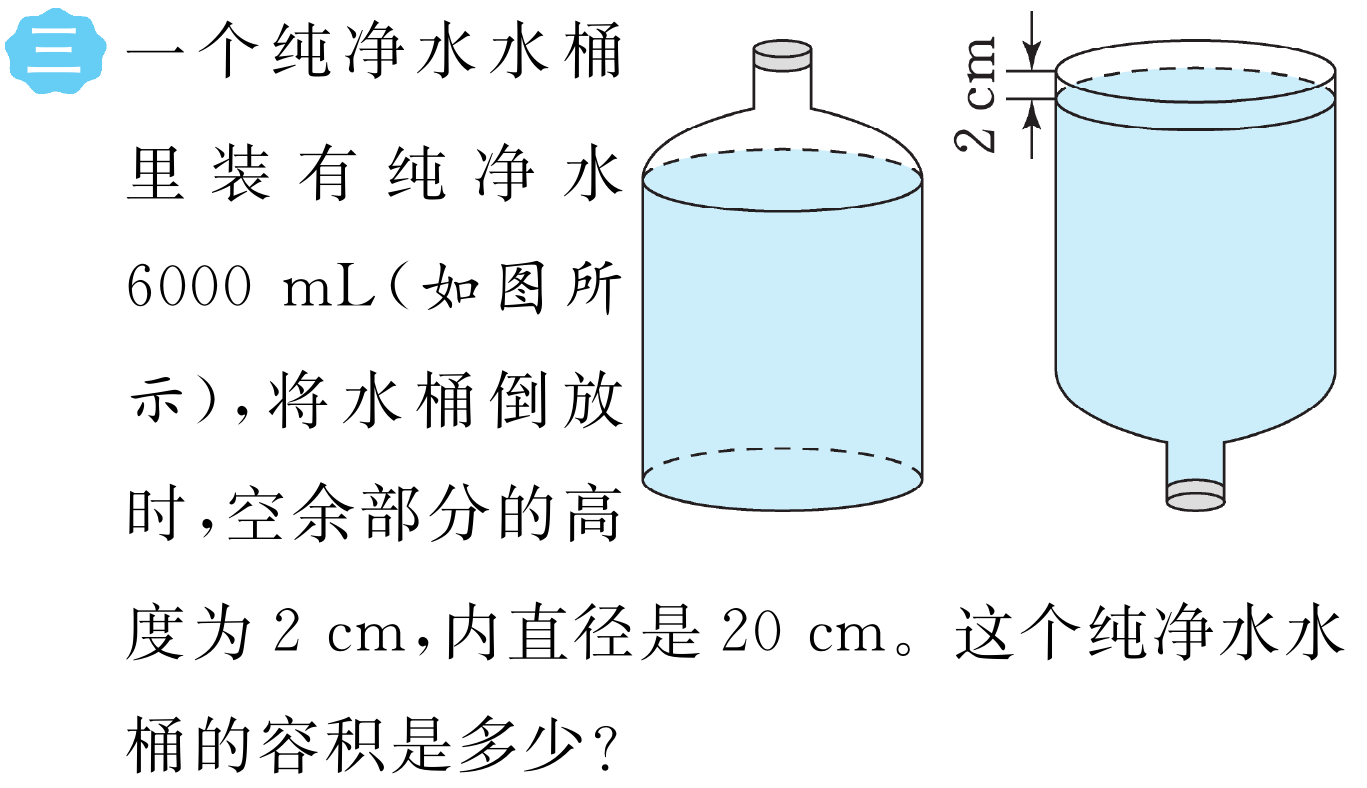 三 一个纯净水水桶
里装有纯净水
6000 mL(如图所
示),将水桶倒放
时,空余部分的高
度为2 cm,内直径是20 cm。这个纯净水水
桶的容积是多少?
2 cm